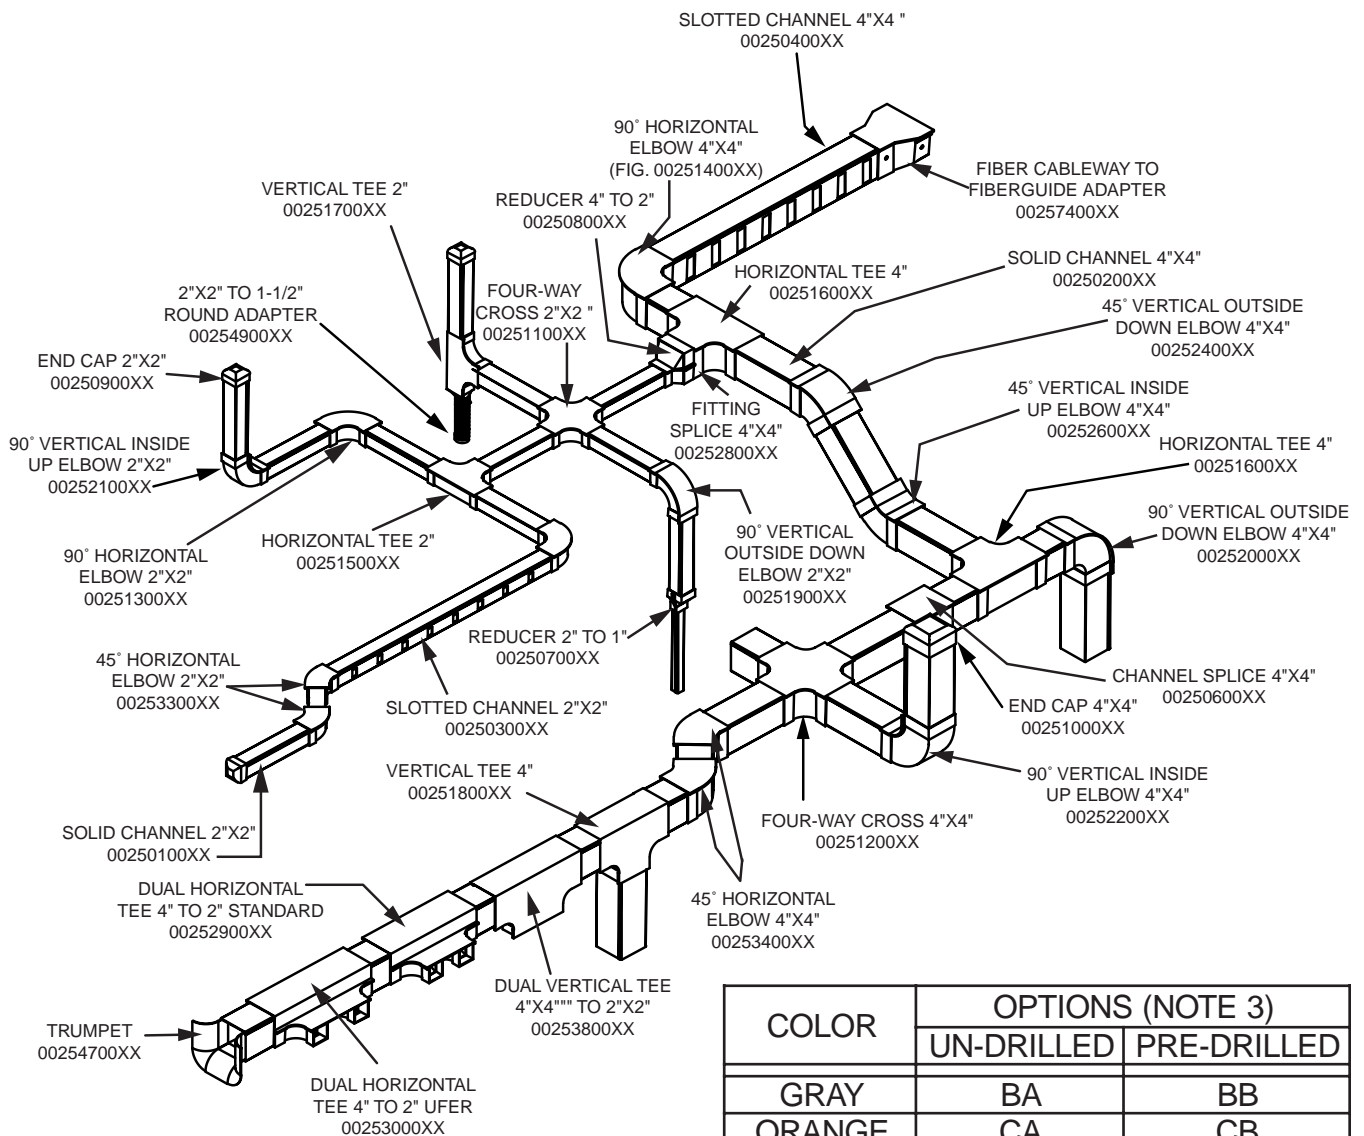 SLOTTED CHANNEL 4"X4 "
00250400XX
90° HORIZONTAL
ELBOW 4"X4"
(FIG. 00251400XX)
FIBER CABLEWAY TO
FIBERGUIDE ADAPTER
00257400XX
VERTICAL TEE 2"
00251700XX
REDUCER 4" TO 2"
00250800XX
HORIZONTAL TEE 4"
00251600XX
SOLID CHANNEL 4"X4"
00250200XX
2"X2" TO 1-1/2"
ROUND ADAPTER
00254900XX
FOUR-WAY
CROSS 2"X2 "
00251100XX
45° VERTICAL OUTSIDE
DOWN ELBOW 4"X4"
00252400XX
END CAP 2"X2"
00250900XX
45° VERTICAL INSIDE
UP ELBOW 4"X4"
00252600XX
FITTING
SPLICE 4"X4"
00252800XX
90° VERTICAL INSIDE
UP ELBOW 2"X2"
00252100XX
HORIZONTAL TEE 4"
00251600XX
90° VERTICAL OUTSIDE
DOWN ELBOW 4"X4"
00252000XX
90° HORIZONTAL
ELBOW 2"X2"
00251300XX
HORIZONTAL TEE 2"
00251500XX
90° VERTICAL
OUTSIDE DOWN
ELBOW 2"X2"
00251900XX
REDUCER 2" TO 1"
00250700XX
45° HORIZONTAL
ELBOW 2"X2"
00253300XX
SLOTTED CHANNEL 2"X2"
00250300XX
CHANNEL SPLICE 4"X4"
00250600XX
END CAP 4"X4"
00251000XX
VERTICAL TEE 4"
00251800XX
90° VERTICAL INSIDE
UP ELBOW 4"X4"
00252200XX
SOLID CHANNEL 2"X2"
00250100XX
FOUR-WAY CROSS 4"X4"
00251200XX
DUAL HORIZONTAL
TEE 4" TO 2" STANDARD
00252900XX
45° HORIZONTAL
ELBOW 4"X4"
00253400XX
DUAL VERTICAL TEE
4"X4""" TO 2"X2"
00253800XX
TRUMPET
00254700XX
DUAL HORIZONTAL
TEE 4" TO 2" UFER
00253000XX
COLOR OPTIONS (NOTE 3)
UN-DRILLED PRE-DRILLED
GRAY BA BB
ORANGE CA CB